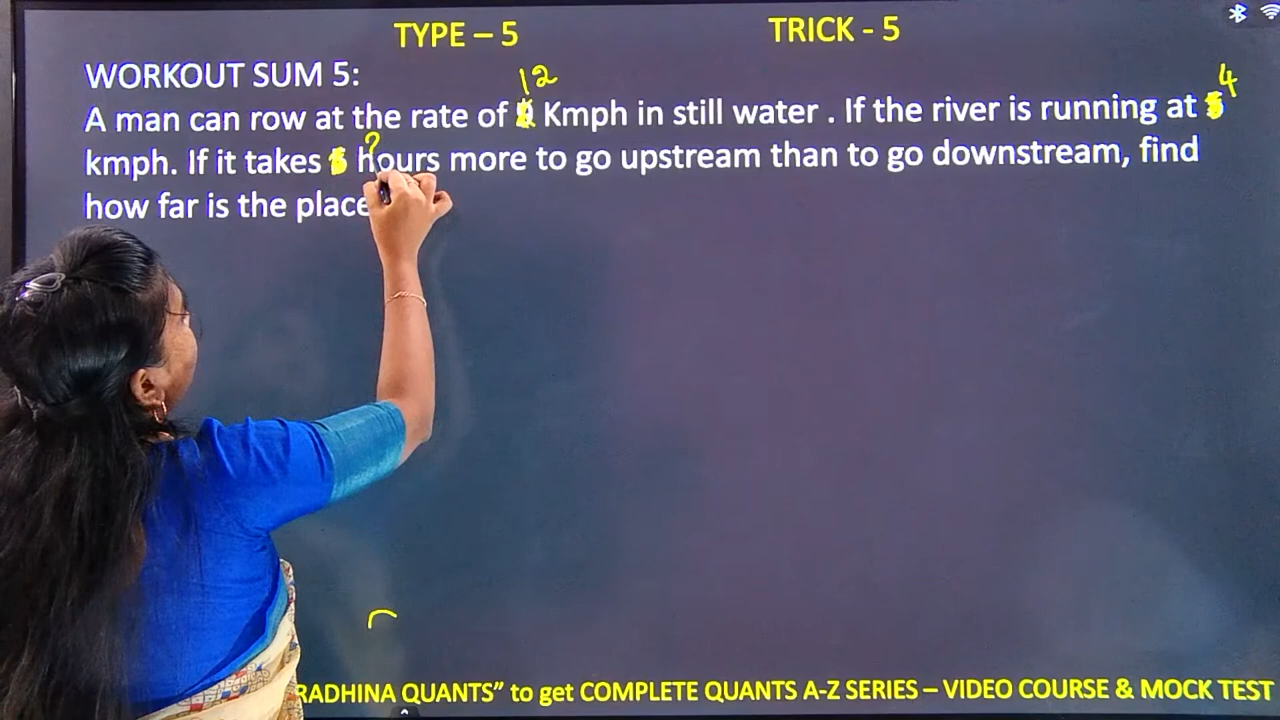 TYPE – 5
TRICK - 5
WORKOUT SUM 5:
12
4
A man can row at the rate of Kmph in still water . If the river is running at
kmph. If it takes hours more to go upstream than to go downstream, find
how far is the place
RADHINA QUANTS” to get COMPLETE QUANTS A-Z SERIES – VIDEO COURSE & MOCK TEST